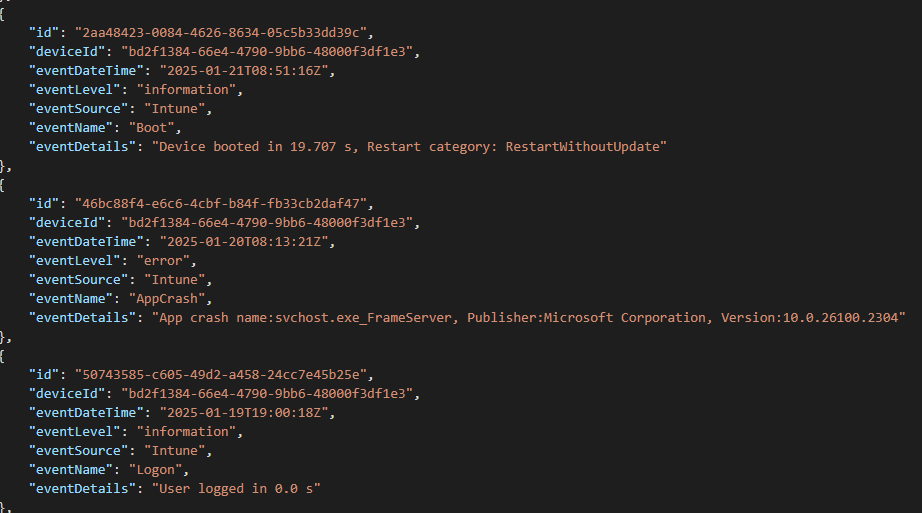 },
{
"id": "2aa48423-0084-4626-8634-05c5b33dd39c",
"deviceId": "bd2f1384-66e4-4790-9bb6-48000f3df1e3",
"eventDateTime": "2025-01-21T08:51:16Z",
"eventLevel": "information",
"eventSource": "Intune",
"eventName": "Boot",
"eventDetails": "Device booted in 19.707 s, Restart category: RestartWithoutUpdate"
},
{
"id": "46bc88f4-e6c6-4cbf-b84f-fb33cb2daf47",
"deviceId": "bd2f1384-66e4-4790-9bb6-48000f3df1e3",
"eventDateTime": "2025-01-20T08:13:21Z",
"eventLevel": "error",
"eventSource": "Intune",
"eventName": "AppCrash",
"eventDetails": "App crash name:svchost.exe_FrameServer, Publisher:Microsoft Corporation, Version:10.0.26100.2304"
},
{
"id": "50743585-c605-49d2-a458-24cc7e45b25e",
"deviceId": "bd2f1384-66e4-4790-9bb6-48000f3df1e3",
"eventDateTime": "2025-01-19T19:00:18Z",
"eventLevel": "information",
"eventSource": "Intune",
"eventName": "Logon",
"eventDetails": "User logged in 0.0 s"
},